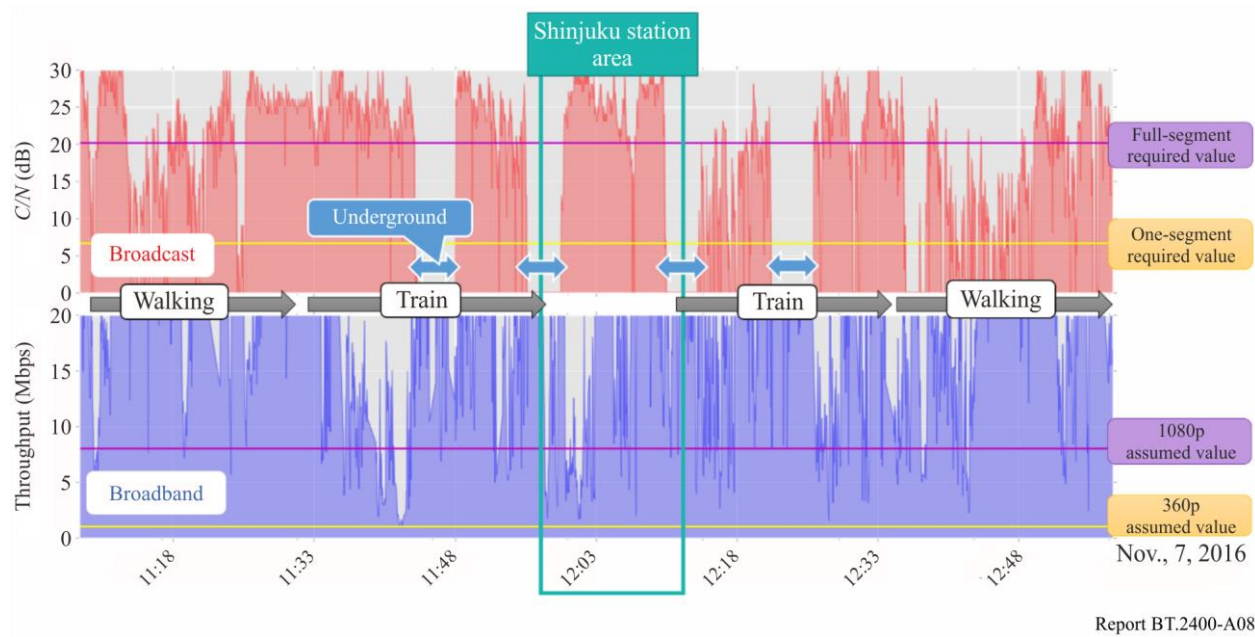 Shinjuku station
area
C/N (dB)
30
25
20
15
10
5
0
Full-segment
required value
Underground
One-segment
required value
Broadcast
Walking
Train
Train
Walking
Throughput (Mbps)
20
15
10
5
0
1080p
assumed value
Broadband
360p
assumed value
11:18
11:33
11:48
12:03
12:18
12:33
12:48
Nov., 7, 2016
Report BT.2400-A08